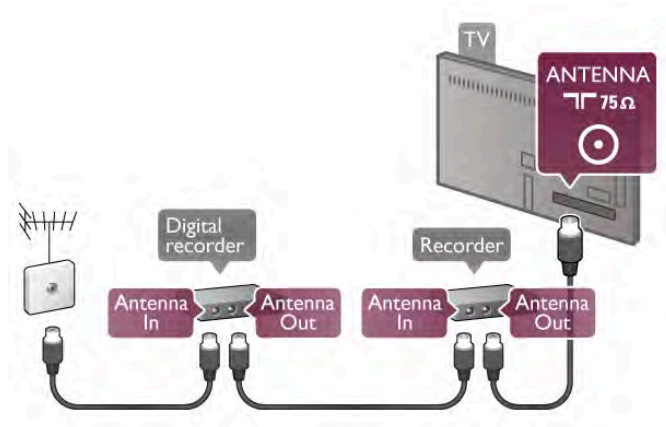 TV
ANTENNA
75Ω
Digital
recorder
Recorder
Antenna
In
Antenna
Out
Antenna
In
Antenna
Out